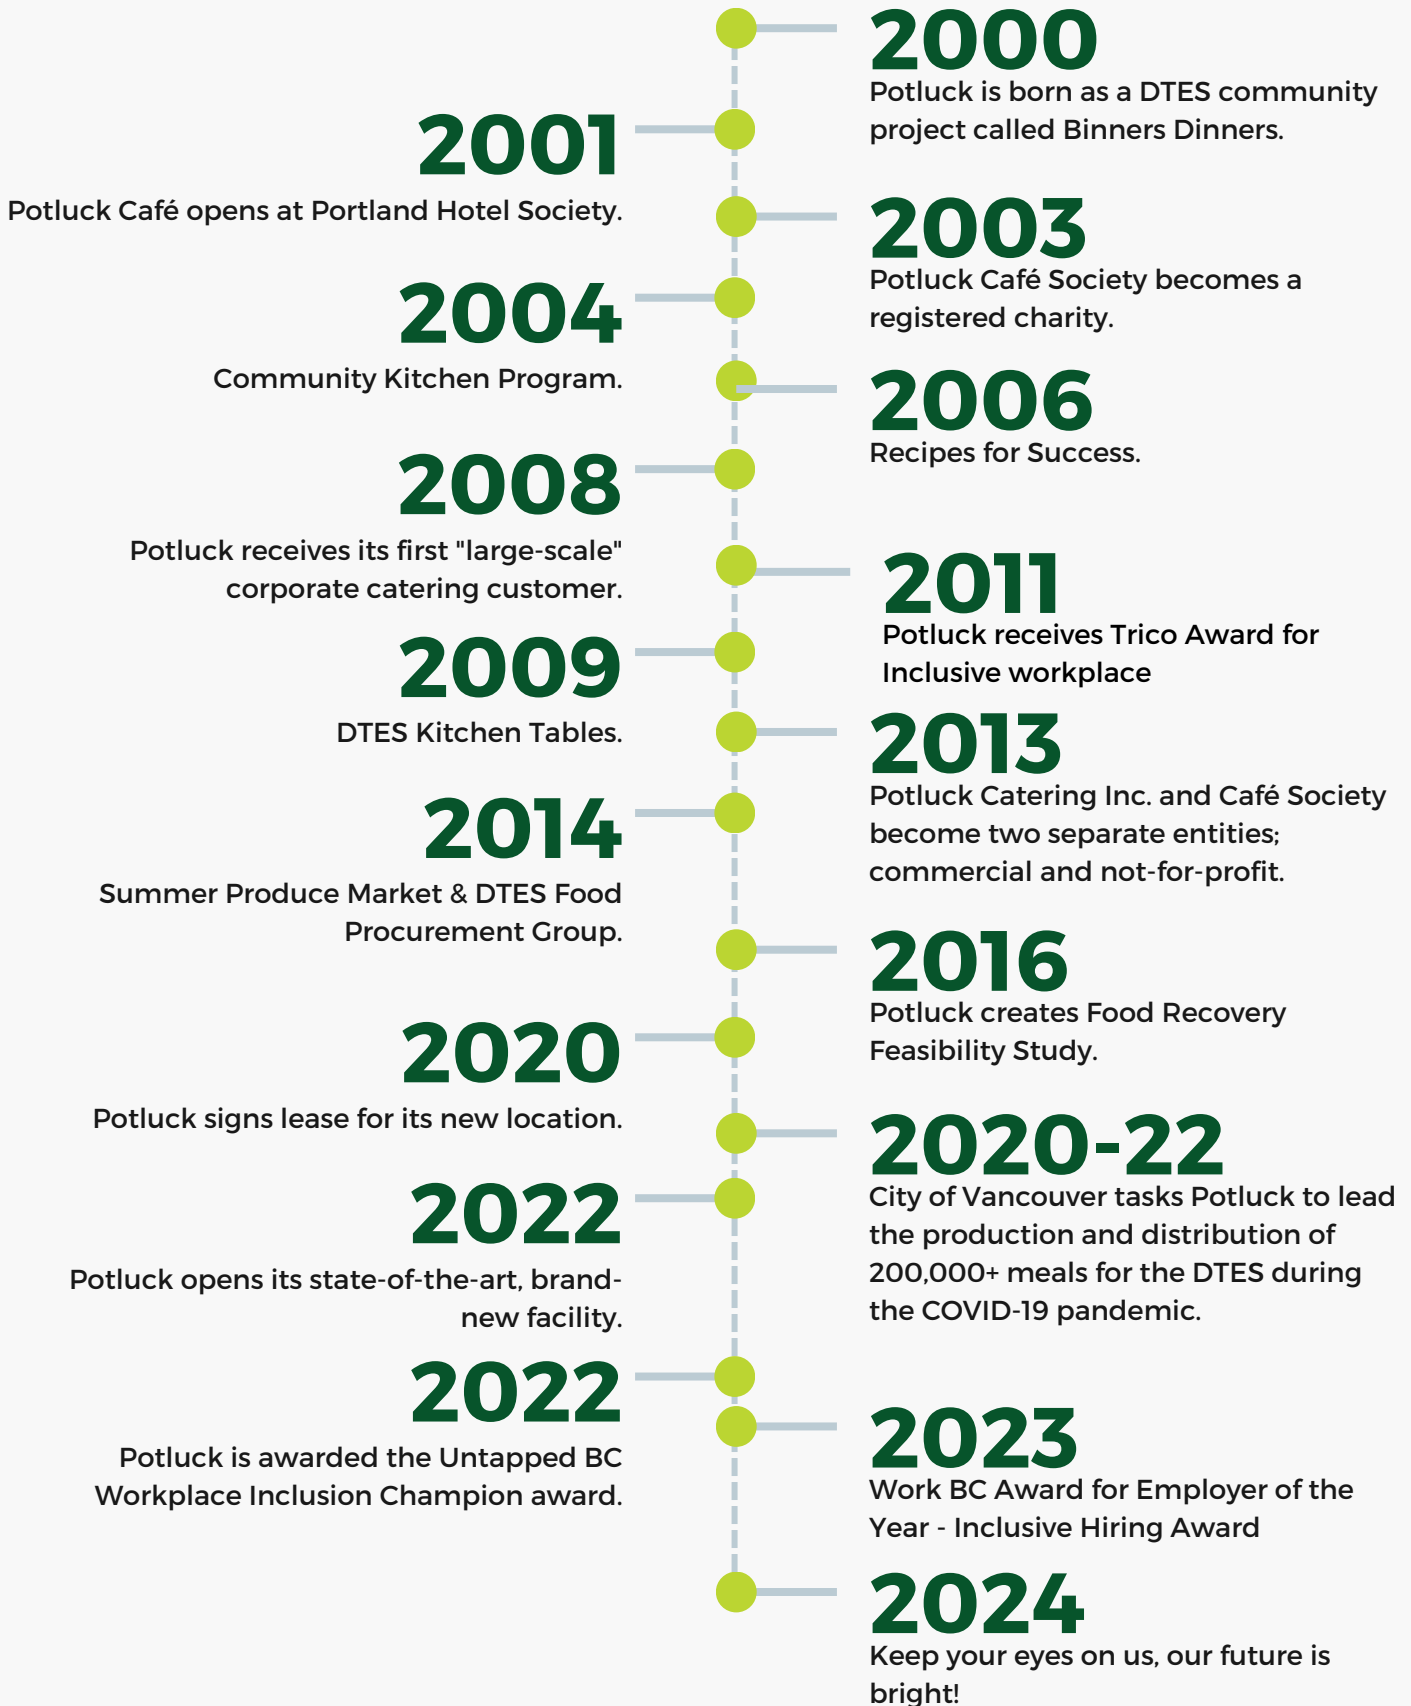 2000
Potluck is born as a DTES community
project called Binners Dinners.
2001
Potluck Café opens at Portland Hotel Society.
2003
Potluck Café Society becomes a
registered charity.
2004
Community Kitchen Program.
2006
Recipes for Success.
2008
Potluck receives its first "large-scale"
corporate catering customer.
2011
Potluck receives Trico Award for
Inclusive workplace
2009
DTES Kitchen Tables.
2013
Potluck Catering Inc. and Café Society
become two separate entities;
commercial and not-for-profit.
2014
Summer Produce Market & DTES Food
Procurement Group.
2016
Potluck creates Food Recovery
Feasibility Study.
2020
Potluck signs lease for its new location.
2020-22
City of Vancouver tasks Potluck to lead
the production and distribution of
200,000+ meals for the DTES during
the COVID-19 pandemic.
2022
Potluck opens its state-of-the-art, brand-
new facility.
2022
Potluck is awarded the Untapped BC
Workplace Inclusion Champion award.
2023
Work BC Award for Employer of the
Year - Inclusive Hiring Award
2024
Keep your eyes on us, our future is
bright!